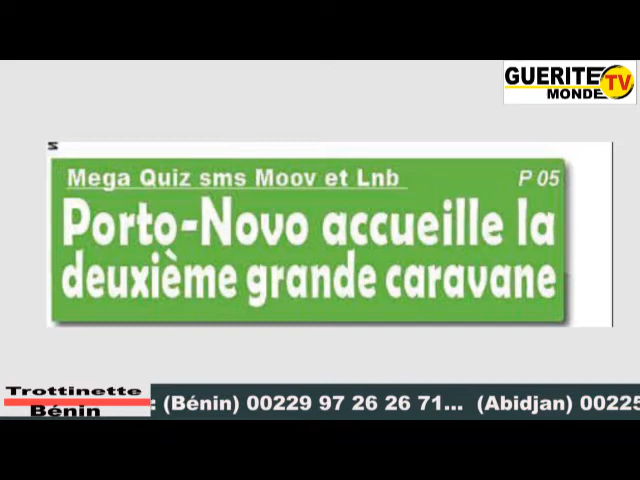 GUERITE TV
MONDE
s
Mega Quiz sms Moov et Lnb P 05
Porto-Novo accueille la
deuxième grande caravane
Trottinette
Bénin
: (Bénin) 00229 97 26 26 71... (Abidjan) 00225